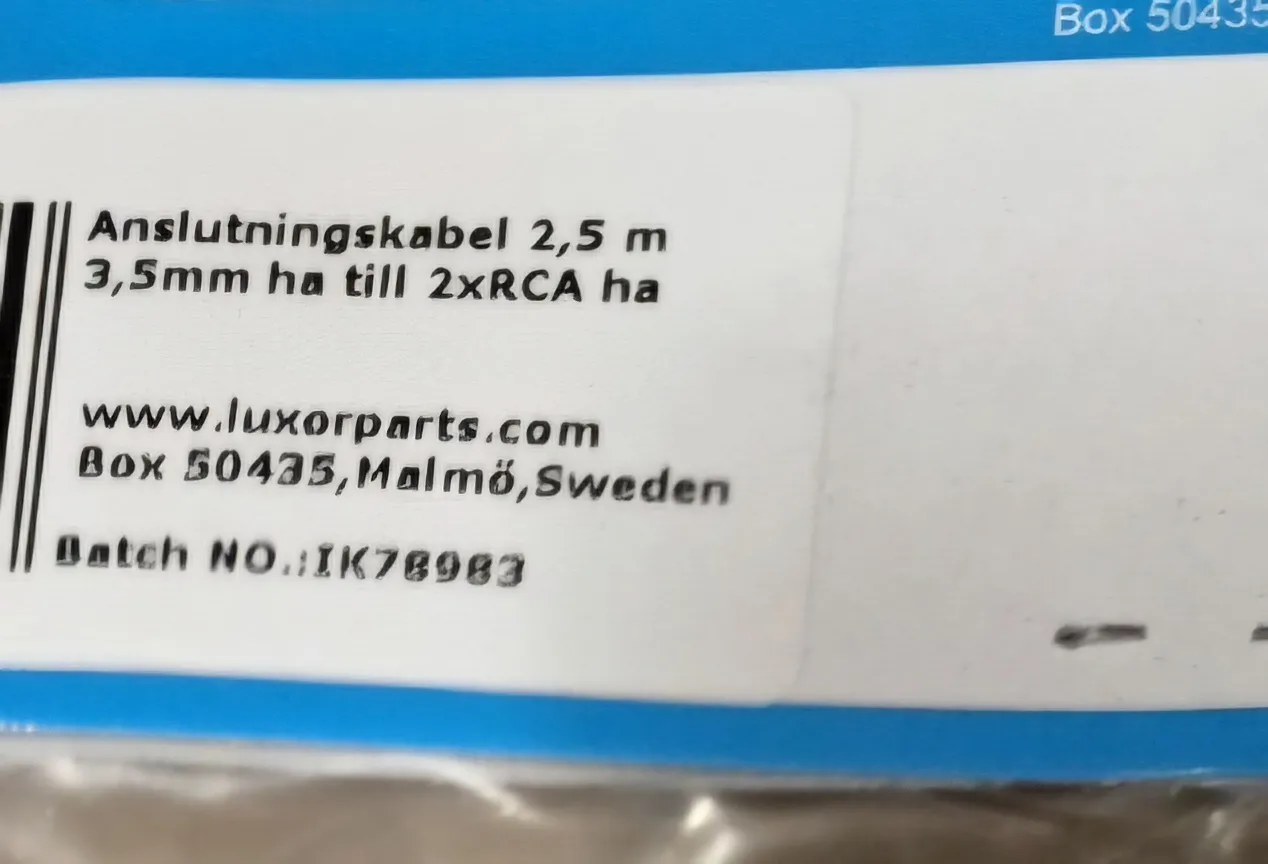 Box 50435
Anslutningskabel 2,5 m
3,5mm ha till 2xRCA ha
www.luxorparts.com
Box 50435,Malmö,Sweden
Batch NO.:IK78983